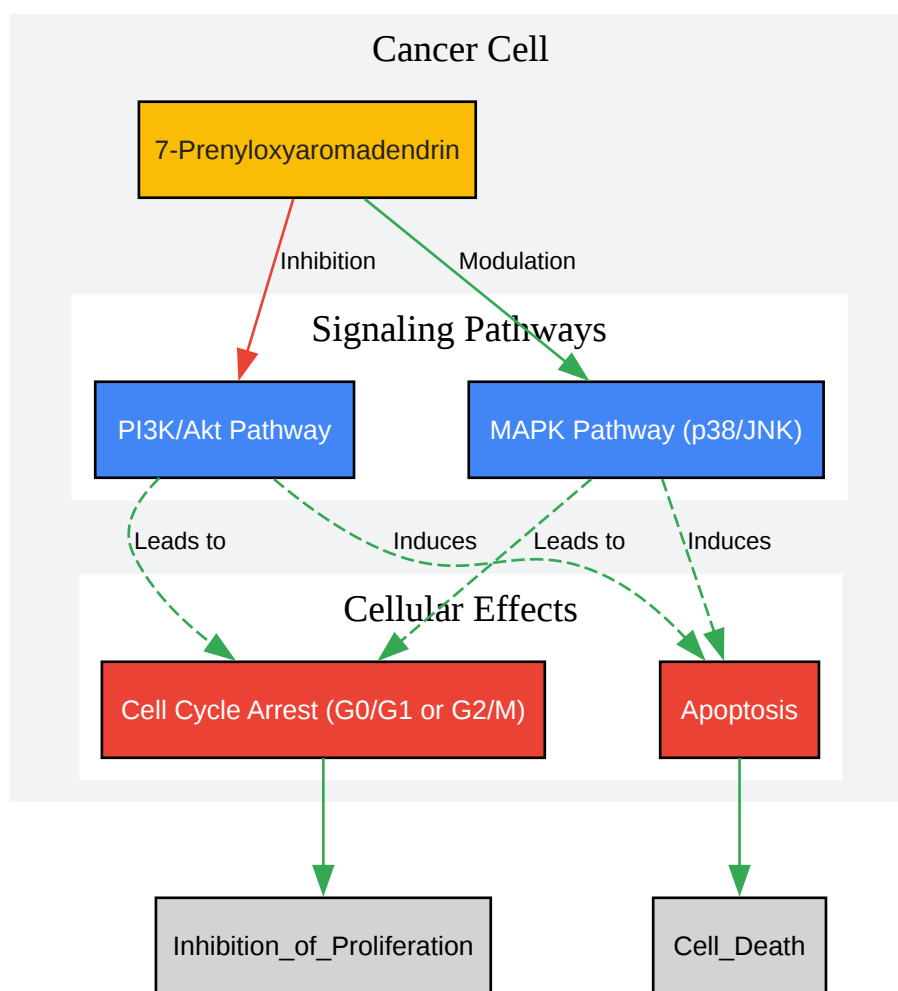 Cancer Cell
7-Prenyloxyaromadendrin
Inhibition
Modulation
Signaling Pathways
PI3K/Akt Pathway
MAPK Pathway (p38/JNK)
Leads to
Induces
Leads to
Induces
Cellular Effects
Cell Cycle Arrest (G0/G1 or G2/M)
Apoptosis
Inhibition_of_Proliferation
Cell_Death